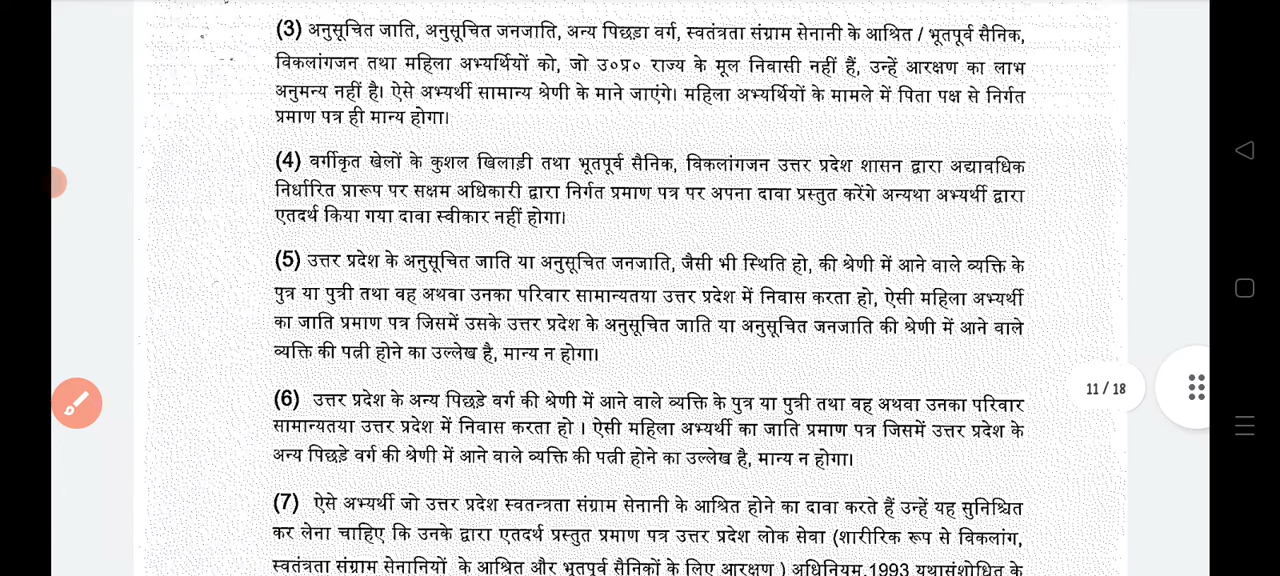 (3) अनुसूचित जाति, अनुसूचित जनजाति, अन्य पिछड़ा वर्ग, स्वतंत्रता संग्राम सेनानी के आश्रित / भूतपूर्व सैनिक,
विकलांगजन तथा महिला अभ्यर्थियों को, जो उ०प्र० राज्य के मूल निवासी नहीं हैं, उन्हें आरक्षण का लाभ
अनुमन्य नहीं है। ऐसे अभ्यर्थी सामान्य श्रेणी के माने जाएंगे। महिला अभ्यर्थियों के मामले में पिता पक्ष से निर्गत
प्रमाण पत्र ही मान्य होगा।
(4) वर्गीकृत खेलों के कुशल खिलाड़ी तथा भूतपूर्व सैनिक, विकलांगजन उत्तर प्रदेश शासन द्वारा अद्यावधिक
निर्धारित प्रारूप पर सक्षम अधिकारी द्वारा निर्गत प्रमाण पत्र पर अपना दावा प्रस्तुत करेंगे अन्यथा अभ्यर्थी द्वारा
एतदर्थ किया गया दावा स्वीकार नहीं होगा।
(5) उत्तर प्रदेश के अनुसूचित जाति या अनुसूचित जनजाति, जैसी भी स्थिति हो, की श्रेणी में आने वाले व्यक्ति के
पुत्र या पुत्री तथा वह अथवा उनका परिवार सामान्यतया उत्तर प्रदेश में निवास करता हो, ऐसी महिला अभ्यर्थी
का जाति प्रमाण पत्र जिसमें उसके उत्तर प्रदेश के अनुसूचित जाति या अनुसूचित जनजाति की श्रेणी में आने वाले
व्यक्ति की पत्नी होने का उल्लेख है, मान्य न होगा।
11 / 18
(6) उत्तर प्रदेश के अन्य पिछड़े वर्ग की श्रेणी में आने वाले व्यक्ति के पुत्र या पुत्री तथा वह अथवा उनका परिवार
सामान्यतया उत्तर प्रदेश में निवास करता हो । ऐसी महिला अभ्यर्थी का जाति प्रमाण पत्र जिसमें उत्तर प्रदेश के
अन्य पिछड़े वर्ग की श्रेणी में आने वाले व्यक्ति की पत्नी होने का उल्लेख है, मान्य न होगा।
(7) ऐसे अभ्यर्थी जो उत्तर प्रदेश स्वतन्त्रता संग्राम सेनानी के आश्रित होने का दावा करते हैं उन्हें यह सुनिश्चित
कर लेना चाहिए कि उनके द्वारा एतदर्थ प्रस्तुत प्रमाण पत्र उत्तर प्रदेश लोक सेवा (शारीरिक रूप से विकलांग,
स्वतंत्रता संग्राम सेनानियों के आश्रित और भूतपूर्व सैनिकों के लिए आरक्षण ) अधिनियम,1993 यथासंशोधित के